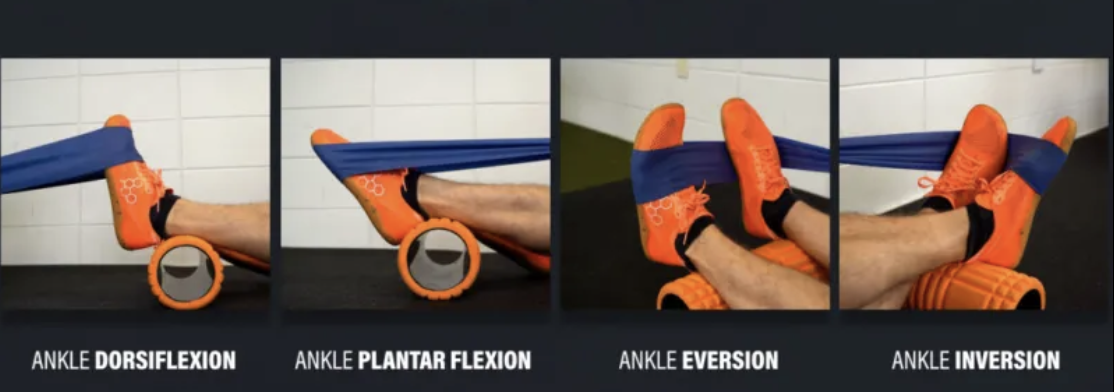 ANKLE DORSIFLEXION
ANKLE PLANTAR FLEXION
ANKLE EVERSION
ANKLE INVERSION